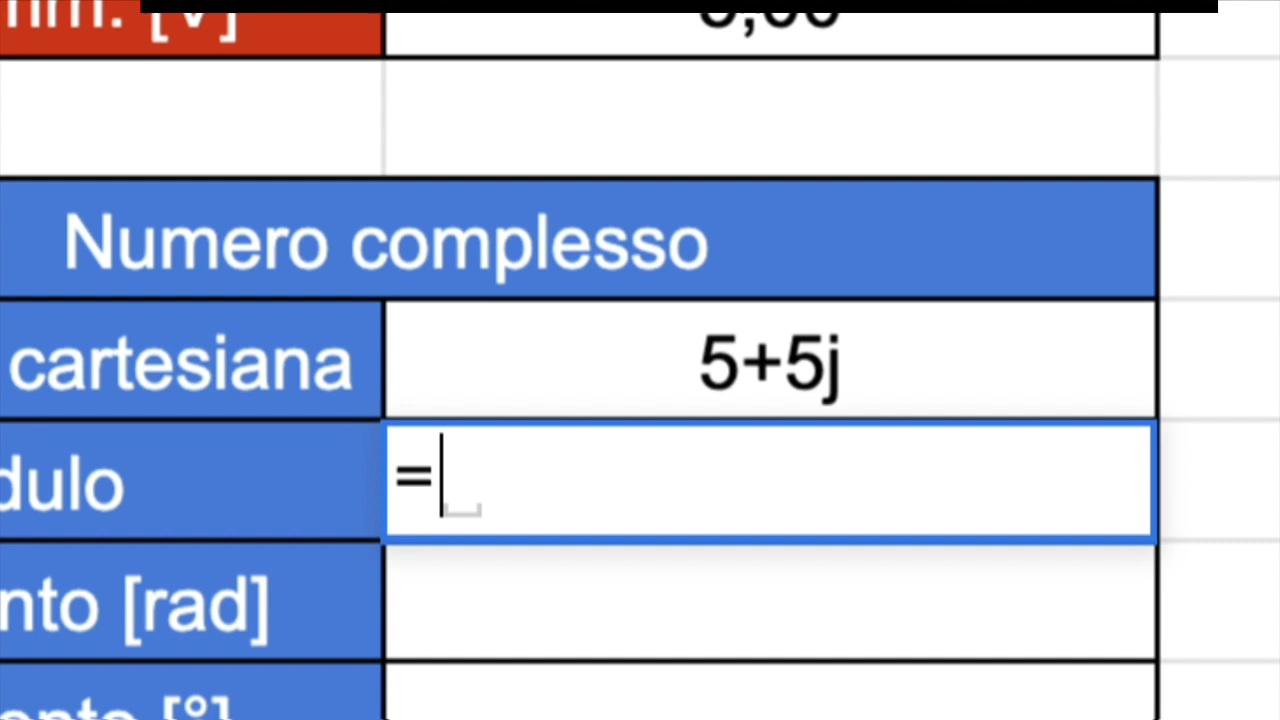 [V]
Numero complesso
cartesiana 5+5j
dulo =
nto [rad]
[°]